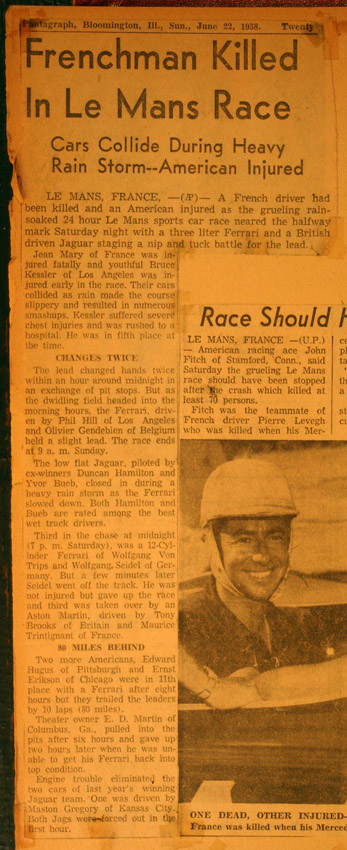 Pantagraph, Bloomington, Ill., Sun., June 22, 1958. Twenty
Frenchman Killed
In Le Mans Race
Cars Collide During Heavy
Rain Storm--American Injured
LE MANS, FRANCE, —(AP)— A French driver had
been killed and an American injured as the grueling rain-
soaked 24 hour Le Mans sports car race neared the halfway
mark Saturday night with a three liter Ferrari and a British
driven Jaguar staging a nip and tuck battle for the lead.
Jean Mary of France was in-
jured fatally and youthful Bruce
Kessler of Los Angeles was in-
jured early in the race. Their cars
collided as rain made the course
slippery and resulted in numerous
smashups. Kessler suffered severe
chest injuries and was rushed to a
hospital. He was in fifth place at
the time.
CHANGES TWICE
The lead changed hands twice
within an hour around midnight in
an exchange of pit stops. But as
the dwidling field headed into the
morning hours, the Ferrari, driv-
en by Phil Hill of Los Angeles
and Olivier Gendebien of Belgium
held a slight lead. The race ends
at 9 a. m. Sunday.
The low flat Jaguar, piloted by
ex-winners Duncan Hamilton and
Yvor Bueb, closed in during a
heavy rain storm as the Ferrari
slowed down. Both Hamilton and
Bueb are rated among the best
wet track drivers.
Third in the chase at midnight
(7 p. m. Saturday), was a 12-Cyl-
inder Ferrari of Wolfgang Von
Trips and Wolfgang Seidel of Ger-
many. But a few minutes later
Seidel went off the track. He was
not injured but gave up the race
and third was taken over by an
Aston Martin, driven by Tony
Brooks of Britain and Maurice
Trintignant of France.
80 MILES BEHIND
Two more Americans, Edward
Hugus of Pittsburgh and Ernst
Erikson of Chicago were in 11th
place with a Ferrari after eight
hours but they trailed the leaders
by 10 laps (80 miles).
Theater owner E. D. Martin of
Columbus, Ga., pulled into the
pits after six hours and gave up
two hours later when he was un-
able to get his Ferrari back into
top condition.
Engine trouble eliminated the
two cars of last year's winning
Jaguar team. One was driven by
Maston Gregory of Kansas City.
Both Jags were forced out in the
first hour.
Race Should
LE MANS, FRANCE —(U.P.)
— American racing ace John
Fitch of Stamford, Conn., said
Saturday the grueling Le Mans
race should have been stopped
after the crash which killed at
least 70 persons.
Fitch was the teammate of
French driver Pierre Levegh
who was killed when his Mer-
ONE DEAD, OTHER INJURED-
France was killed when his Merced